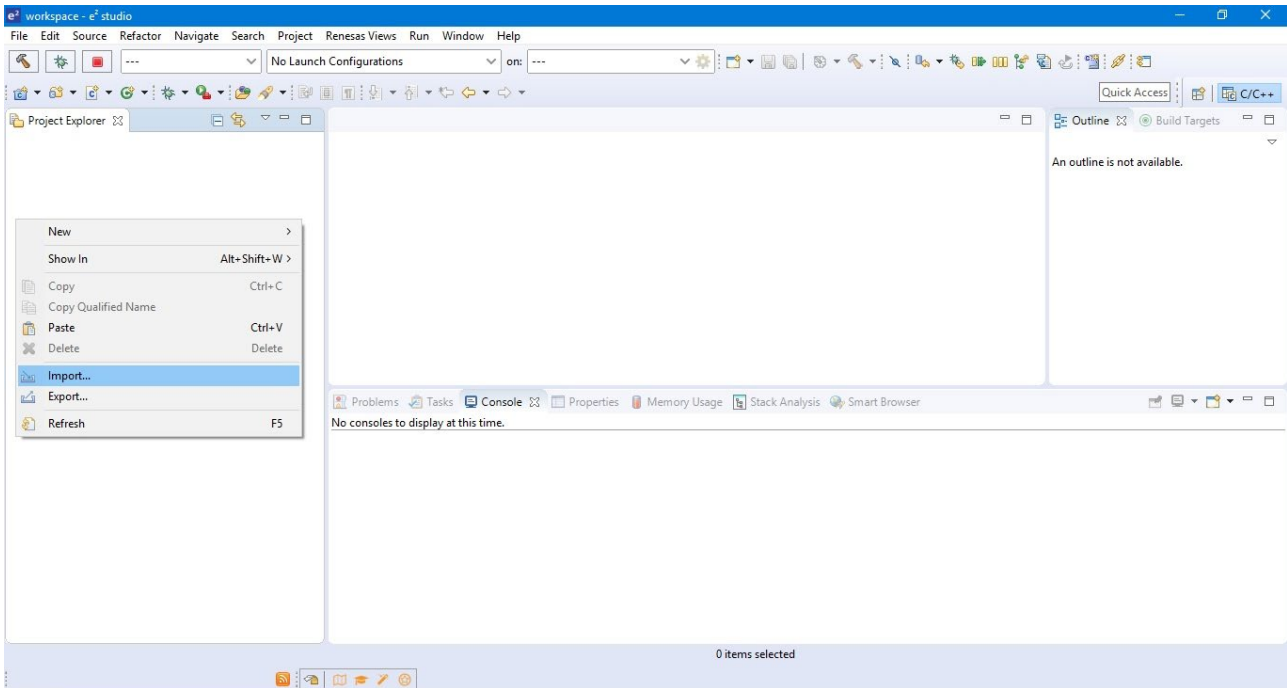 e² workspace - e² studio
File Edit Source Refactor Navigate Search Project Renesas Views Run Window Help
--- No Launch Configurations on: ---
Quick Access C/C++
Project Explorer Outline Build Targets
An outline is not available.
New
Show In Alt+Shift+W
Copy Ctrl+C
Copy Qualified Name
Paste Ctrl+V
Delete Delete
Import...
Export...
Refresh F5
Problems Tasks Console Properties Memory Usage Stack Analysis Smart Browser
No consoles to display at this time.
0 items selected